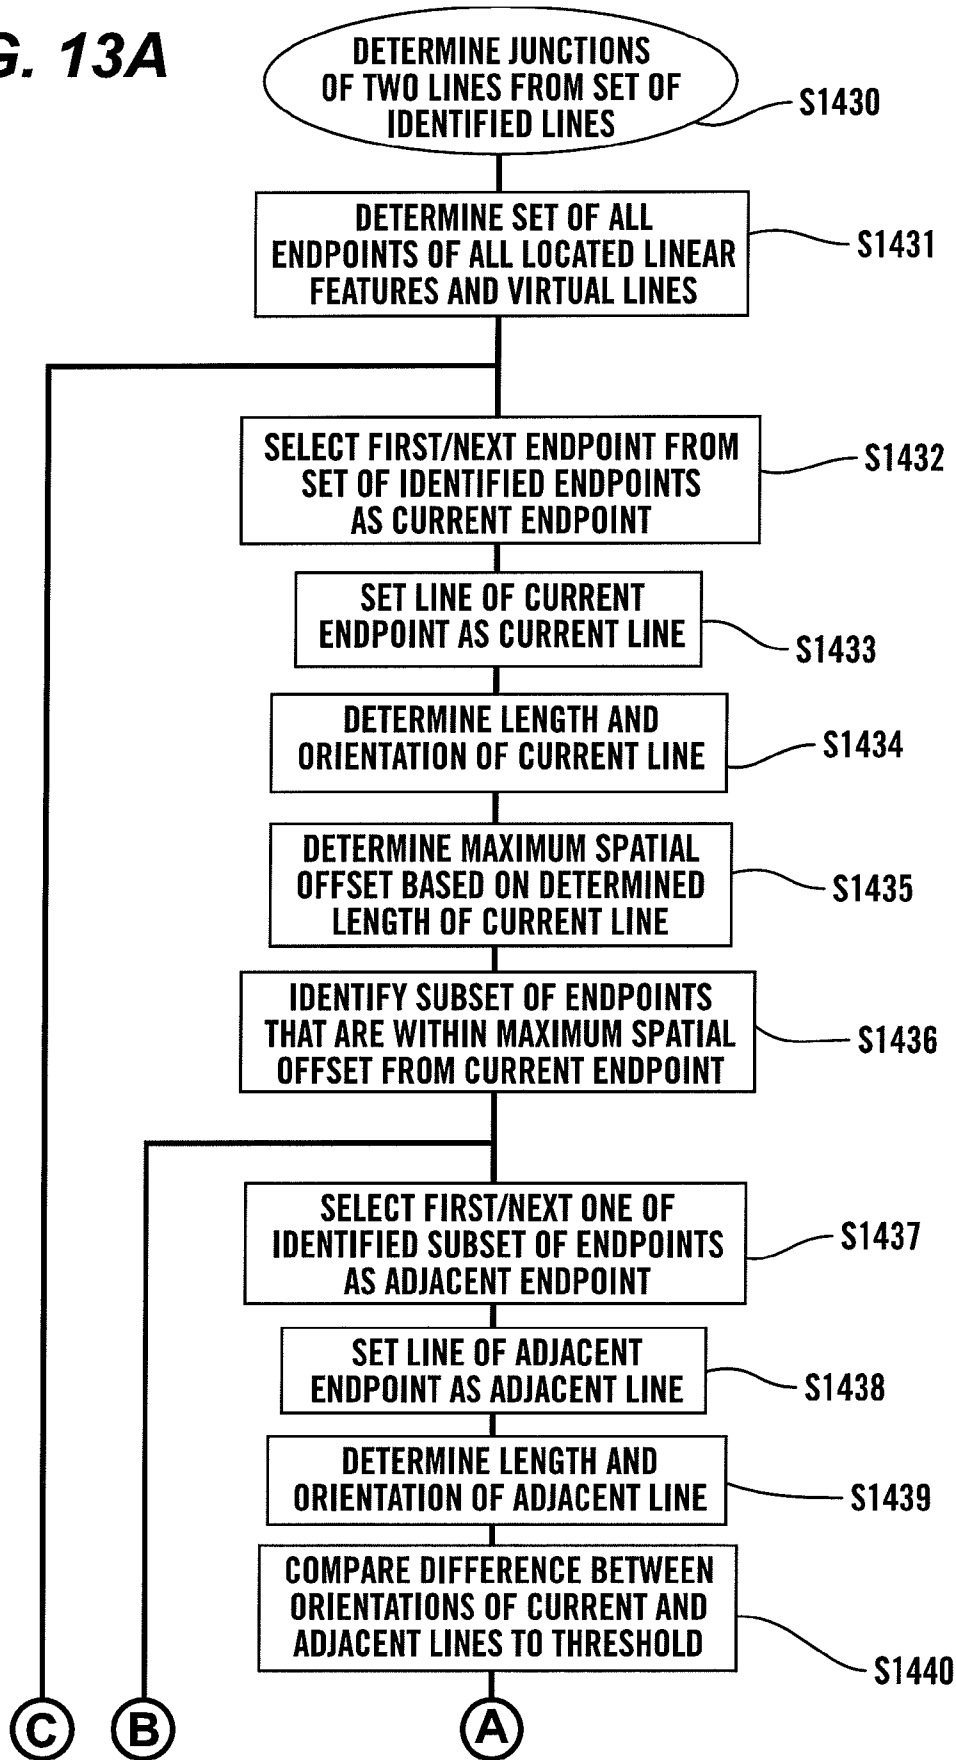 G. 13A
DETERMINE JUNCTIONS
OF TWO LINES FROM SET OF
IDENTIFIED LINES
S1430
DETERMINE SET OF ALL
ENDPOINTS OF ALL LOCATED LINEAR
FEATURES AND VIRTUAL LINES
S1431
SELECT FIRST/NEXT ENDPOINT FROM
SET OF IDENTIFIED ENDPOINTS
AS CURRENT ENDPOINT
S1432
SET LINE OF CURRENT
ENDPOINT AS CURRENT LINE
S1433
DETERMINE LENGTH AND
ORIENTATION OF CURRENT LINE
S1434
DETERMINE MAXIMUM SPATIAL
OFFSET BASED ON DETERMINED
LENGTH OF CURRENT LINE
S1435
IDENTIFY SUBSET OF ENDPOINTS
THAT ARE WITHIN MAXIMUM SPATIAL
OFFSET FROM CURRENT ENDPOINT
S1436
SELECT FIRST/NEXT ONE OF
IDENTIFIED SUBSET OF ENDPOINTS
AS ADJACENT ENDPOINT
S1437
SET LINE OF ADJACENT
ENDPOINT AS ADJACENT LINE
S1438
DETERMINE LENGTH AND
ORIENTATION OF ADJACENT LINE
S1439
COMPARE DIFFERENCE BETWEEN
ORIENTATIONS OF CURRENT AND
ADJACENT LINES TO THRESHOLD
S1440
C B A